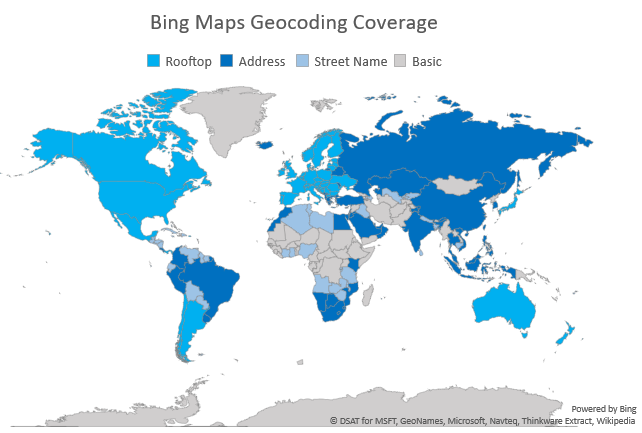 Bing Maps Geocoding Coverage
Rooftop Address Street Name Basic
Powered by Bing
© DSAT for MSFT, GeoNames, Microsoft, Navteq, Thinkware Extract, Wikipedia